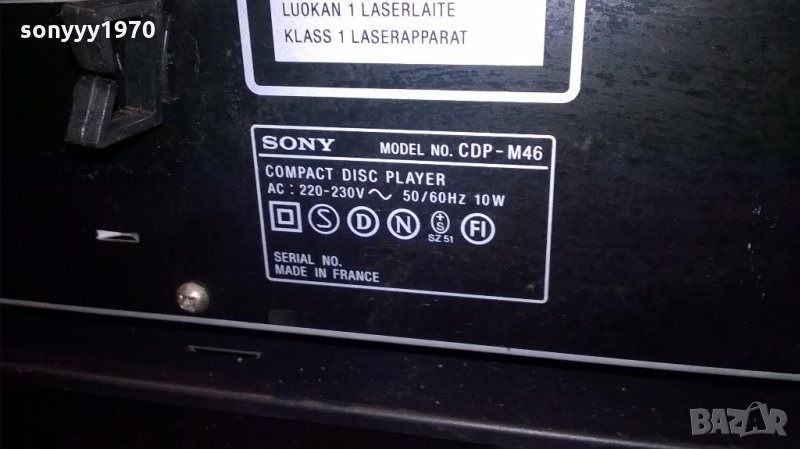 sonyyy1970
LUOKAN 1 LASERLAITE
KLASS 1 LASERAPPARAT
SONY MODEL NO. CDP-M46
COMPACT DISC PLAYER
AC : 220-230V ~ 50/60Hz 10W
S D N +S FI
SZ 51
SERIAL NO.
MADE IN FRANCE
BAZAR